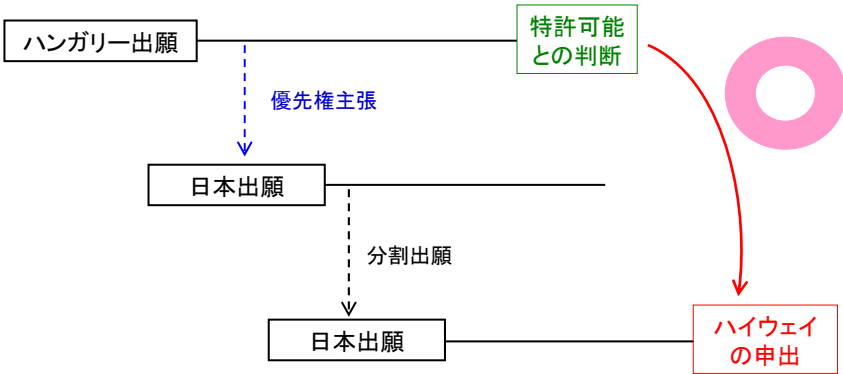 ハンガリー出願
特許可能
との判断
優先権主張
日本出願
分割出願
日本出願
ハイウェイ
の申出